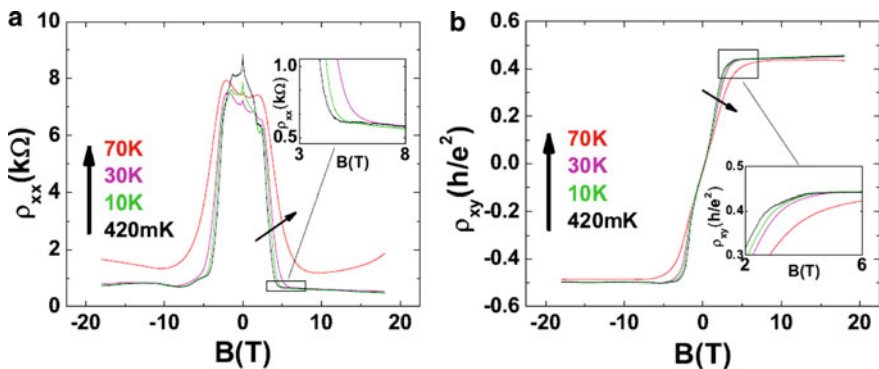 a
ρxx(kΩ)
10
8
6
4
2
0
70K
30K
10K
420mK
ρxx(kΩ)
1.0
0.5
3
8
B(T)
-20
-10
0
10
20
B(T)
b
ρxy(h/e²)
0.6
0.4
0.2
0.0
-0.2
-0.4
-0.6
70K
30K
10K
420mK
ρxy(h/e²)
0.5
0.4
0.3
2
6
B(T)
-20
-10
0
10
20
B(T)